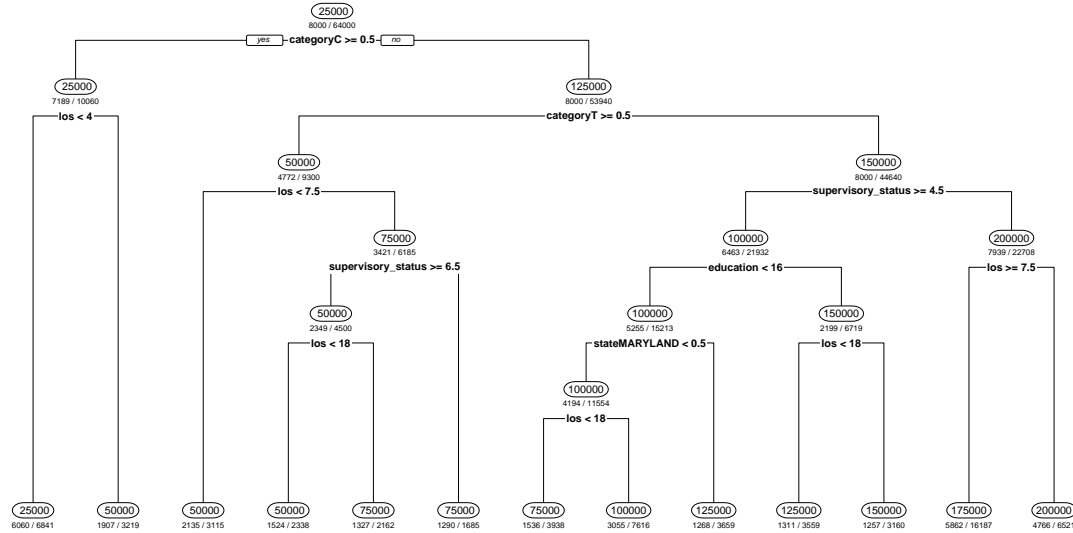 25000
8000 / 64000
yes categoryC >= 0.5 no
25000 125000
7189 / 10060 8000 / 53940
los < 4 categoryT >= 0.5
50000 150000
4772 / 9300 8000 / 44640
los < 7.5 supervisory_status >= 4.5
75000 100000 200000
3421 / 6185 6463 / 21932 7939 / 22708
supervisory_status >= 6.5 education < 16 los >= 7.5
50000 100000 150000
2349 / 4500 5255 / 15213 2199 / 6719
los < 18 stateMARYLAND < 0.5 los < 18
100000
4194 / 11554
los < 18
25000 50000 50000 50000 75000 75000 75000 100000 125000 125000 150000 175000 200000
6060 / 6841 1907 / 3219 2135 / 3115 1524 / 2338 1327 / 2162 1290 / 1685 1536 / 3938 3055 / 7616 1268 / 3659 1311 / 3559 1257 / 3160 5862 / 16187 4766 / 6521